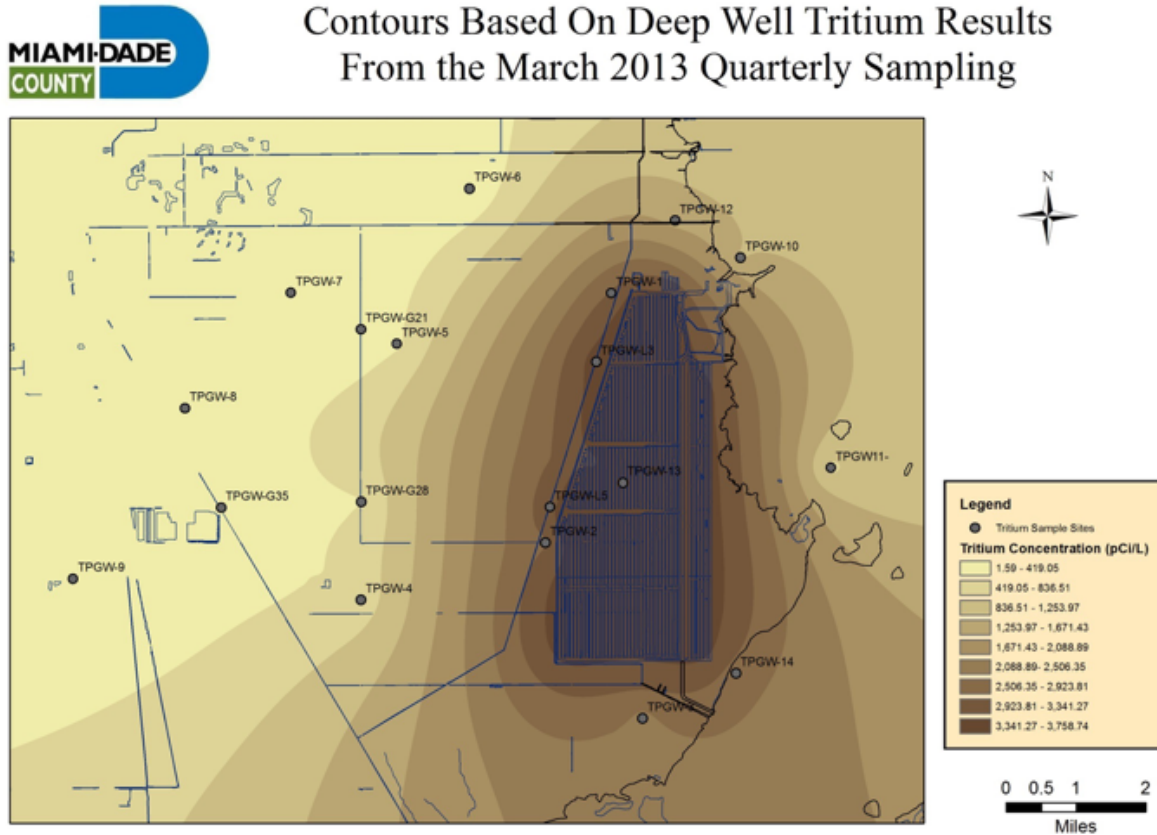 MIAMI-DADE
COUNTY
Contours Based On Deep Well Tritium Results
From the March 2013 Quarterly Sampling
N
TPGW-6
TPGW-12
TPGW-10
TPGW-7
TPGW-1
TPGW-G21
TPGW-5
TPGW-L3
TPGW-8
TPGW11-
TPGW-13
TPGW-G28
TPGW-G35
TPGW-L5
TPGW-2
TPGW-9
TPGW-4
TPGW-14
Legend
Tritium Sample Sites
Tritium Concentration (pCi/L)
1.59 - 419.05
419.05 - 836.51
836.51 - 1,253.97
1,253.97 - 1,671.43
1,671.43 - 2,088.89
2,088.89- 2,506.35
2,506.35 - 2,923.81
2,923.81 - 3,341.27
3,341.27 - 3,758.74
0 0.5 1 2
Miles